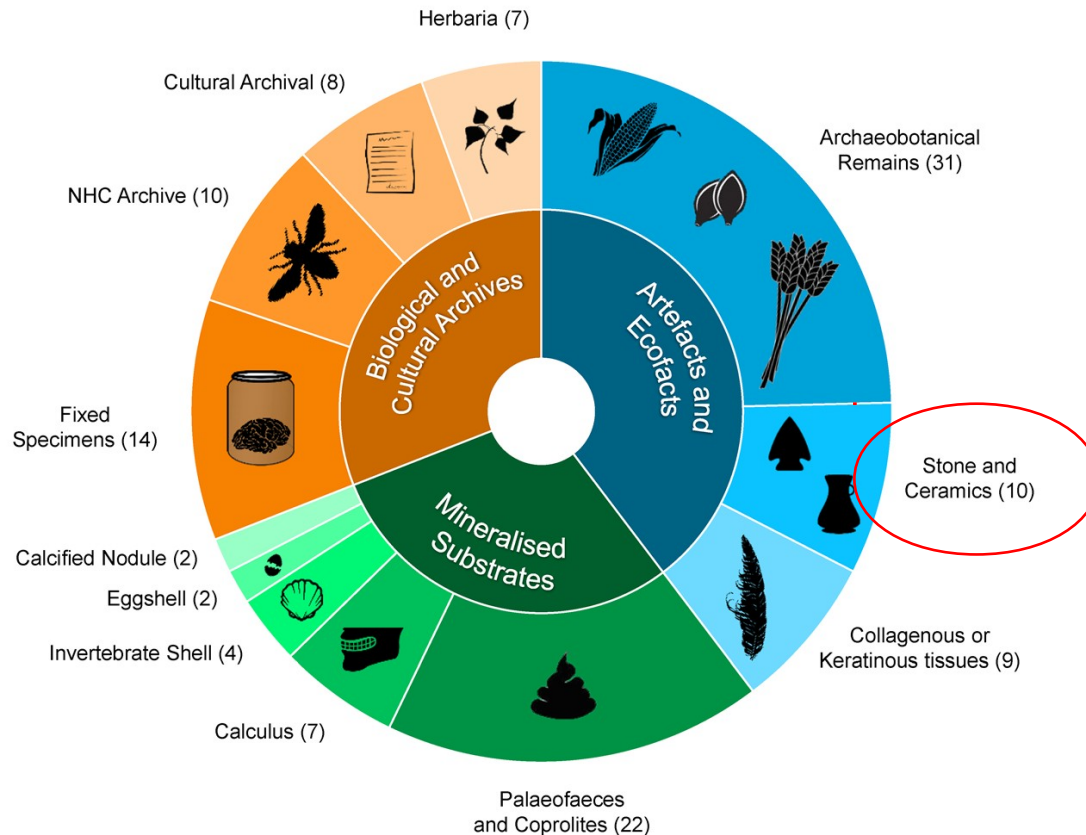 Herbaria (7)
Cultural Archival (8)
NHC Archive (10)
Fixed
Specimens (14)
Calcified Nodule (2)
Eggshell (2)
Invertebrate Shell (4)
Calculus (7)
Palaeofaeces
and Coprolites (22)
Collagenous or
Keratinous tissues (9)
Stone and
Ceramics (10)
Archaeobotanical
Remains (31)
Biological and
Cultural Archives
Artefacts and
Ecofacts
Mineralised
Substrates